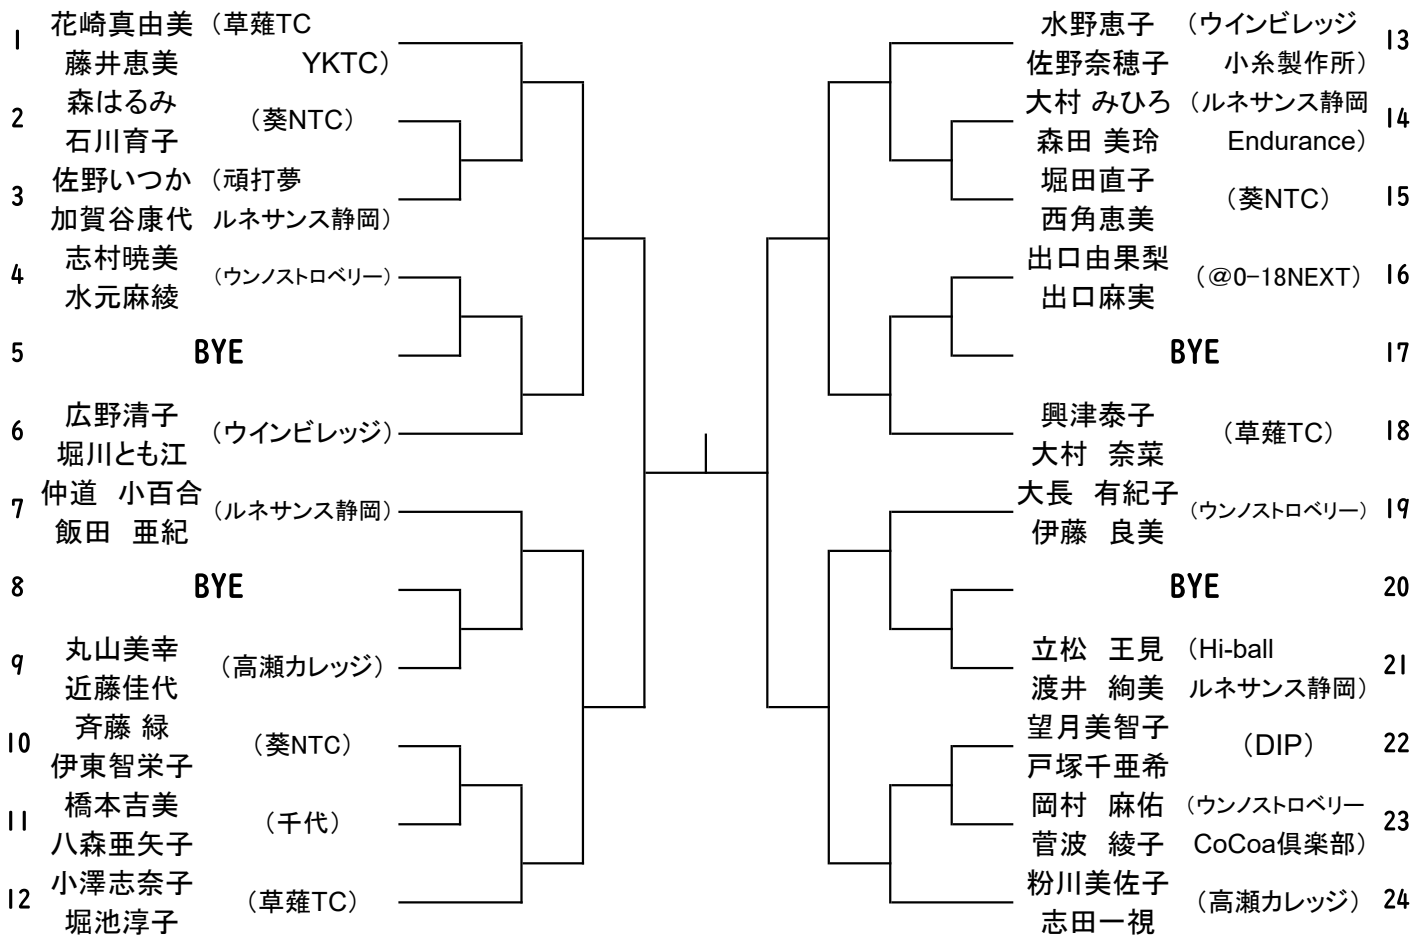 1 花崎真由美 （草薙TC
藤井恵美 YKTC）
2 森はるみ （葵NTC）
石川育子
3 佐野いつか （頑打夢
加賀谷康代 ルネサンス静岡）
4 志村暁美 （ウンノストロベリー）
水元麻綾
5 BYE
6 広野清子 （ウインビレッジ）
堀川とも江
7 仲道 小百合 （ルネサンス静岡）
飯田 亜紀
8 BYE
9 丸山美幸 （高瀬カレッジ）
近藤佳代
10 斉藤 緑 （葵NTC）
伊東智栄子
11 橋本吉美 （千代）
八森亜矢子
12 小澤志奈子 （草薙TC）
堀池淳子
水野恵子 （ウインビレッジ 13
佐野奈穂子 小糸製作所）
大村 みひろ （ルネサンス静岡 14
森田 美玲 Endurance）
堀田直子 （葵NTC） 15
西角恵美
出口由果梨 （＠0-18NEXT） 16
出口麻実
BYE 17
興津泰子 （草薙TC） 18
大村 奈菜
大長 有紀子 （ウンノストロベリー） 19
伊藤 良美
BYE 20
立松 王見 （Hi-ball 21
渡井 絢美 ルネサンス静岡）
望月美智子 （DIP） 22
戸塚千亜希
岡村 麻佑 （ウンノストロベリー 23
菅波 綾子 CoCoa倶楽部）
粉川美佐子 （高瀬カレッジ） 24
志田一視